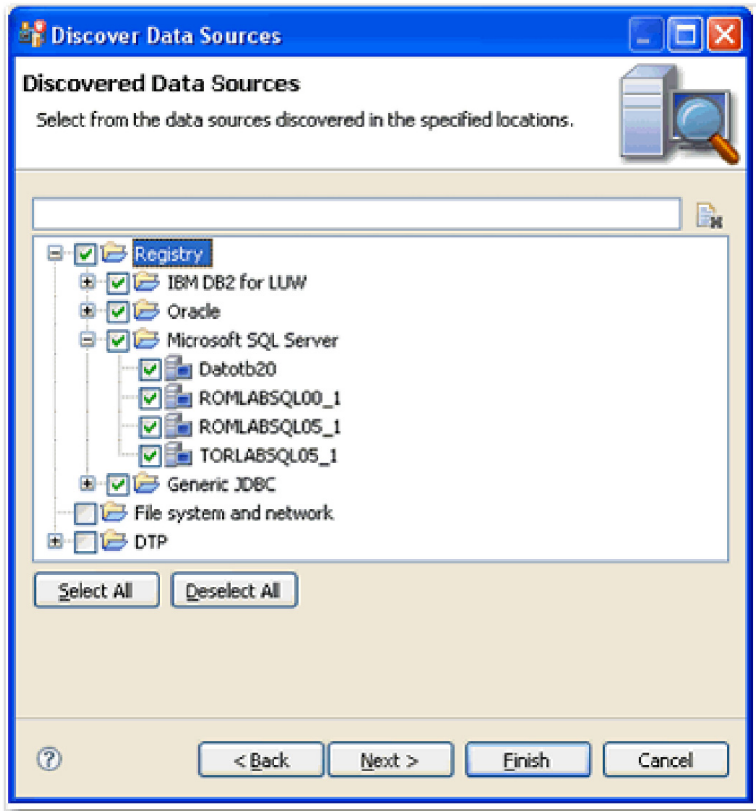 Discover Data Sources
Discovered Data Sources
Select from the data sources discovered in the specified locations.
Registry
IBM DB2 for LUW
Oracle
Microsoft SQL Server
Datotb20
ROMLABSQL00_1
ROMLABSQL05_1
TORLABSQL05_1
Generic JDBC
File system and network
DTP
Select All Deselect All
? < Back Next > Finish Cancel